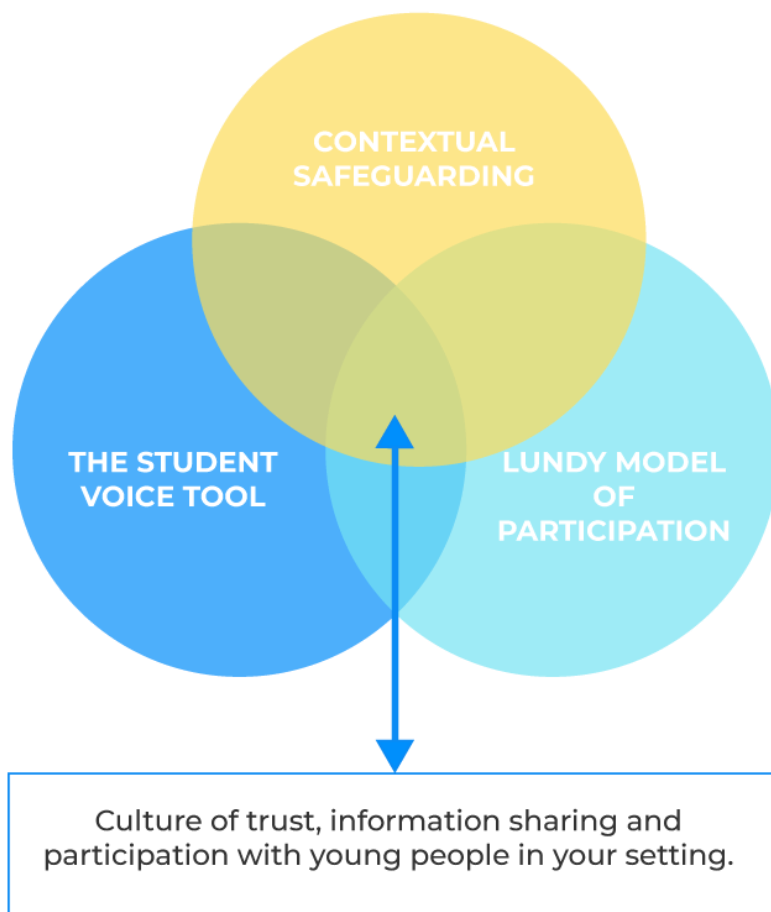 CONTEXTUAL
SAFEGUARDING
THE STUDENT
VOICE TOOL
LUNDY MODEL
OF
PARTICIPATION
Culture of trust, information sharing and
participation with young people in your setting.